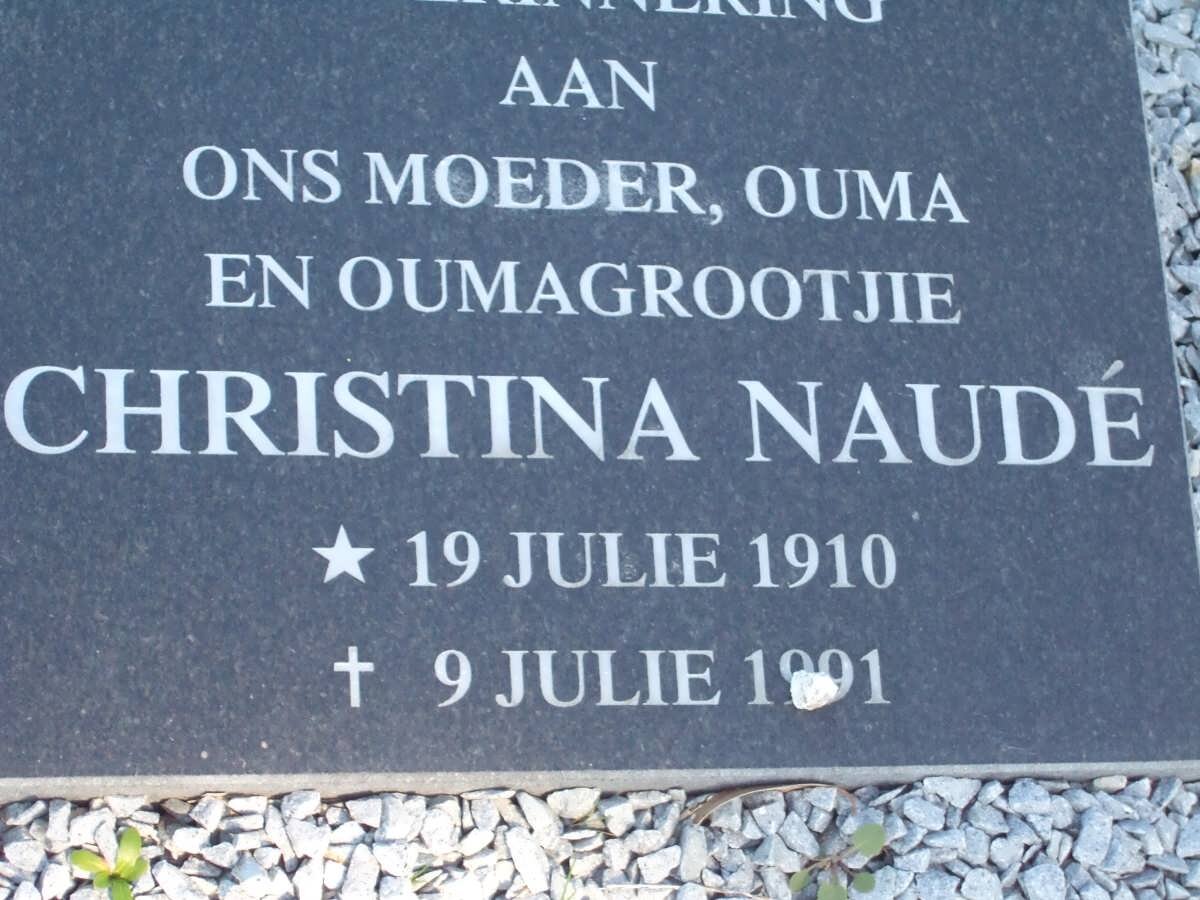 AAN
ONS MOEDER, OUMA
EN OUMAGROOTJIE
CHRISTINA NAUDÉ
★ 19 JULIE 1910
✝ 9 JULIE 1991